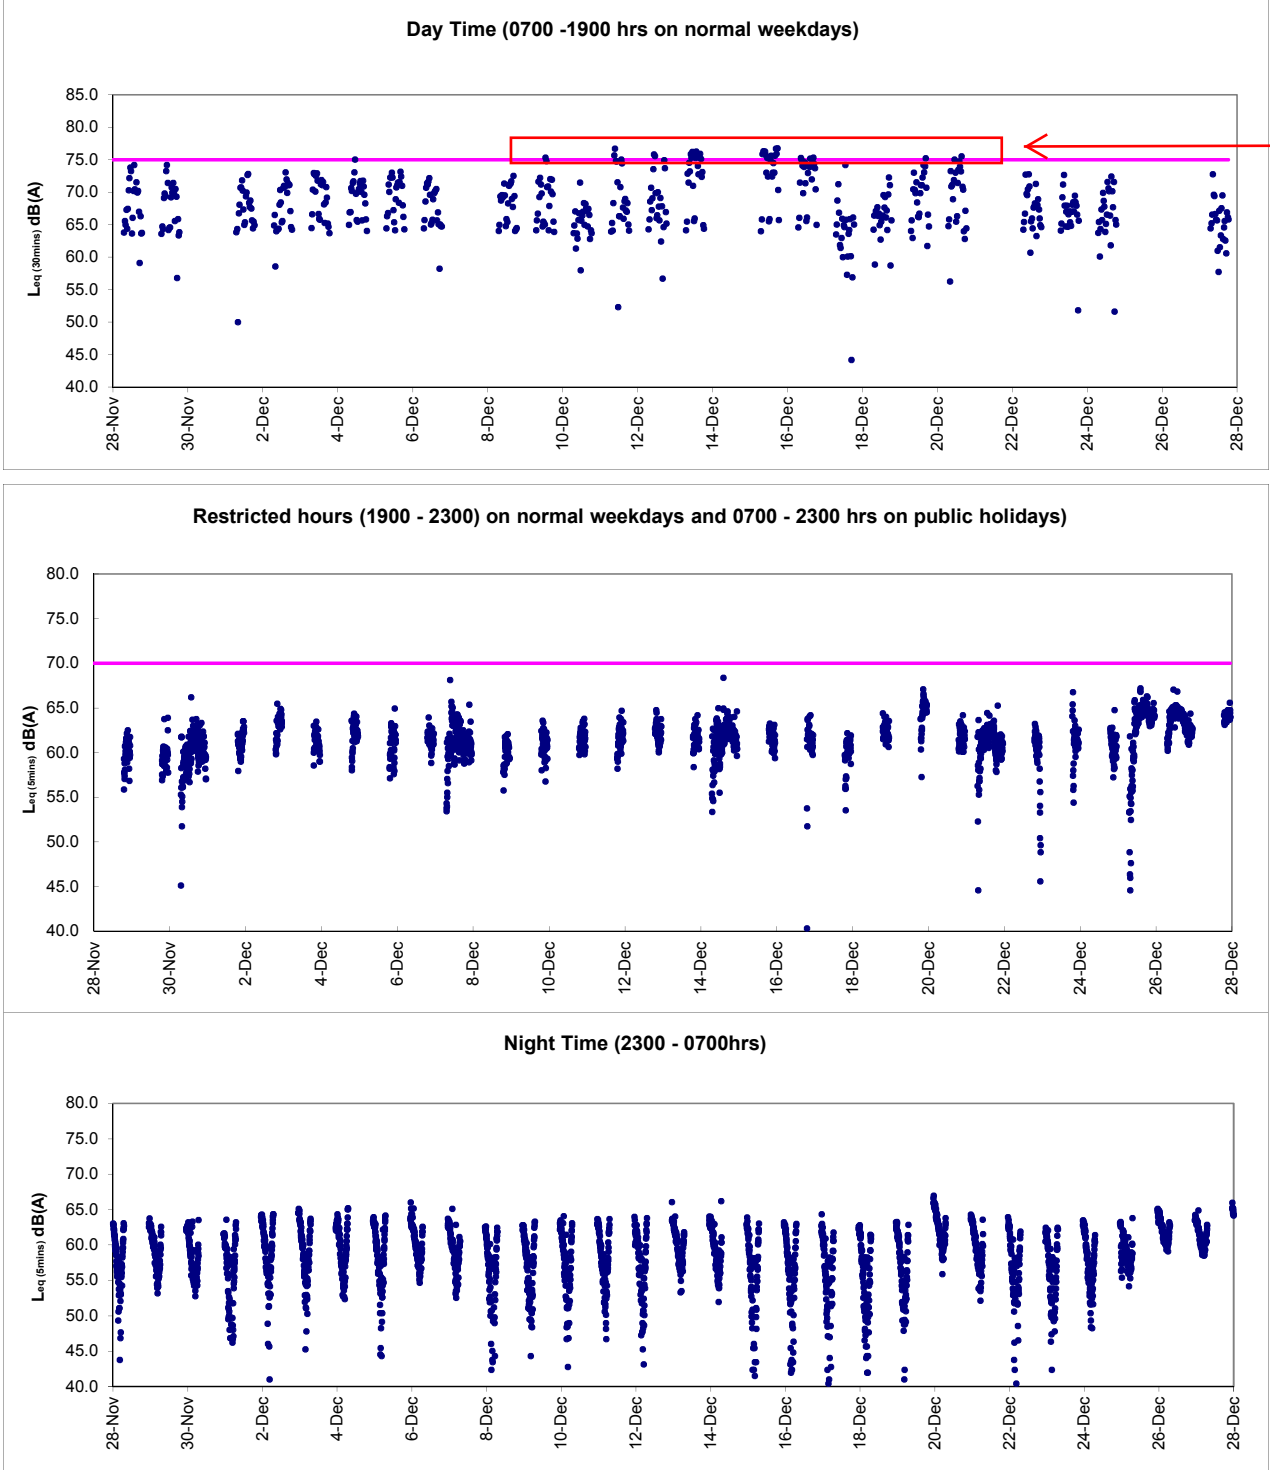 Day Time (0700 -1900 hrs on normal weekdays)
85.0
80.0
75.0
70.0
65.0
60.0
55.0
50.0
45.0
40.0
Leq (30mins) dB(A)
28-Nov
30-Nov
2-Dec
4-Dec
6-Dec
8-Dec
10-Dec
12-Dec
14-Dec
16-Dec
18-Dec
20-Dec
22-Dec
24-Dec
26-Dec
28-Dec
Restricted hours (1900 - 2300) on normal weekdays and 0700 - 2300 hrs on public holidays)
80.0
75.0
70.0
65.0
60.0
55.0
50.0
45.0
40.0
Leq (5mins) dB(A)
28-Nov
30-Nov
2-Dec
4-Dec
6-Dec
8-Dec
10-Dec
12-Dec
14-Dec
16-Dec
18-Dec
20-Dec
22-Dec
24-Dec
26-Dec
28-Dec
Night Time (2300 - 0700hrs)
80.0
75.0
70.0
65.0
60.0
55.0
50.0
45.0
40.0
Leq (5mins) dB(A)
28-Nov
30-Nov
2-Dec
4-Dec
6-Dec
8-Dec
10-Dec
12-Dec
14-Dec
16-Dec
18-Dec
20-Dec
22-Dec
24-Dec
26-Dec
28-Dec